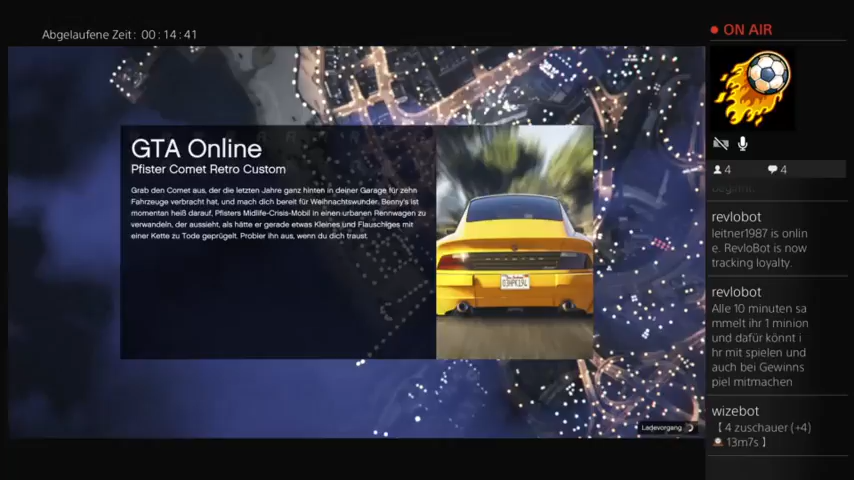 Abgelaufene Zeit: 00:14:41
GTA Online
Pfister Comet Retro Custom
Grab den Comet aus, der die letzten Jahre ganz hinten in deiner Garage für zehn
Fahrzeuge verbracht hat, und mach dich bereit für Weihnachtswunder. Benny's ist
momentan heiß darauf, Pfisters Midlife-Crisis-Mobil in einen urbanen Rennwagen zu
verwandeln, der aussieht, als hätte er gerade etwas Kleines und Flauschiges mit
einer Kette zu Tode geprügelt. Probier ihn aus, wenn du dich traust.
Ladevorgang
ON AIR
4 4
revlobot
leitner1987 is onlin
e. RevloBot is now
tracking loyalty.
revlobot
Alle 10 minuten sa
mmelt ihr 1 minion
und dafür könnt i
hr mit spielen und
auch bei Gewinns
piel mitmachen
wizebot
【 4 zuschauer (+4)
13m7s 】